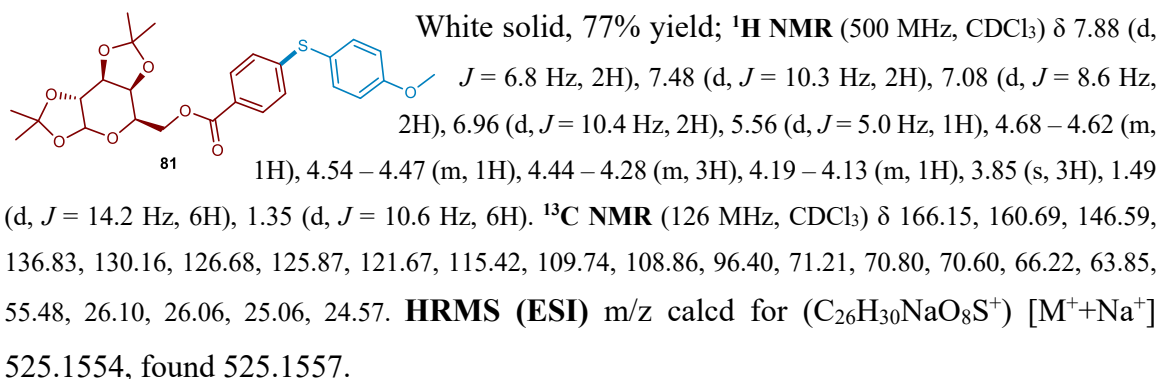 White solid, 77% yield; ¹H NMR (500 MHz, CDCl₃) δ 7.88 (d,
J = 6.8 Hz, 2H), 7.48 (d, J = 10.3 Hz, 2H), 7.08 (d, J = 8.6 Hz,
2H), 6.96 (d, J = 10.4 Hz, 2H), 5.56 (d, J = 5.0 Hz, 1H), 4.68 – 4.62 (m,
1H), 4.54 – 4.47 (m, 1H), 4.44 – 4.28 (m, 3H), 4.19 – 4.13 (m, 1H), 3.85 (s, 3H), 1.49
(d, J = 14.2 Hz, 6H), 1.35 (d, J = 10.6 Hz, 6H). ¹³C NMR (126 MHz, CDCl₃) δ 166.15, 160.69, 146.59,
136.83, 130.16, 126.68, 125.87, 121.67, 115.42, 109.74, 108.86, 96.40, 71.21, 70.80, 70.60, 66.22, 63.85,
55.48, 26.10, 26.06, 25.06, 24.57. HRMS (ESI) m/z calcd for (C₂₆H₃₀NaO₈S⁺) [M⁺+Na⁺]
525.1554, found 525.1557.
O
O
S
O
O
O
O
O
O
81